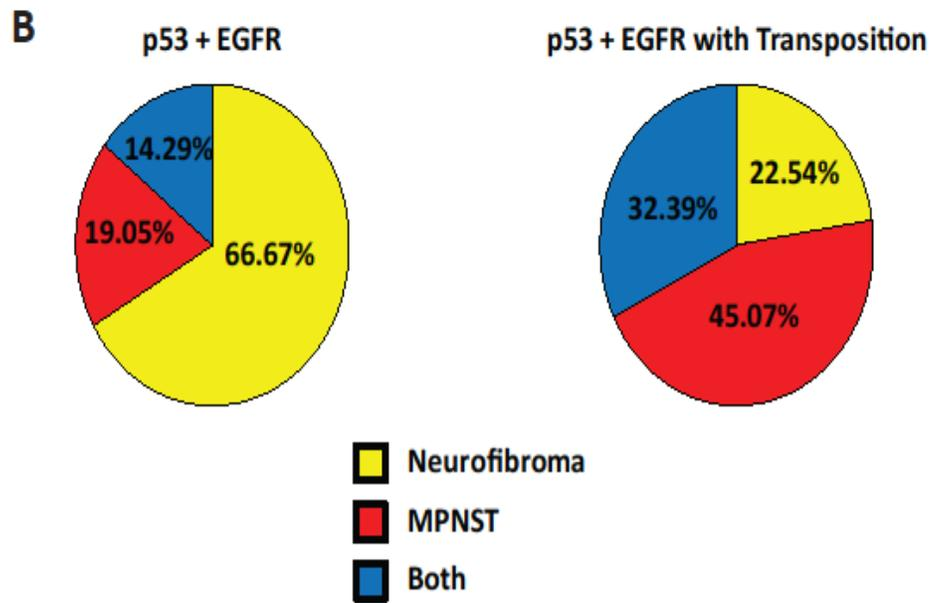 B
p53 + EGFR
p53 + EGFR with Transposition
14.29%
19.05%
66.67%
22.54%
32.39%
45.07%
Neurofibroma
MPNST
Both